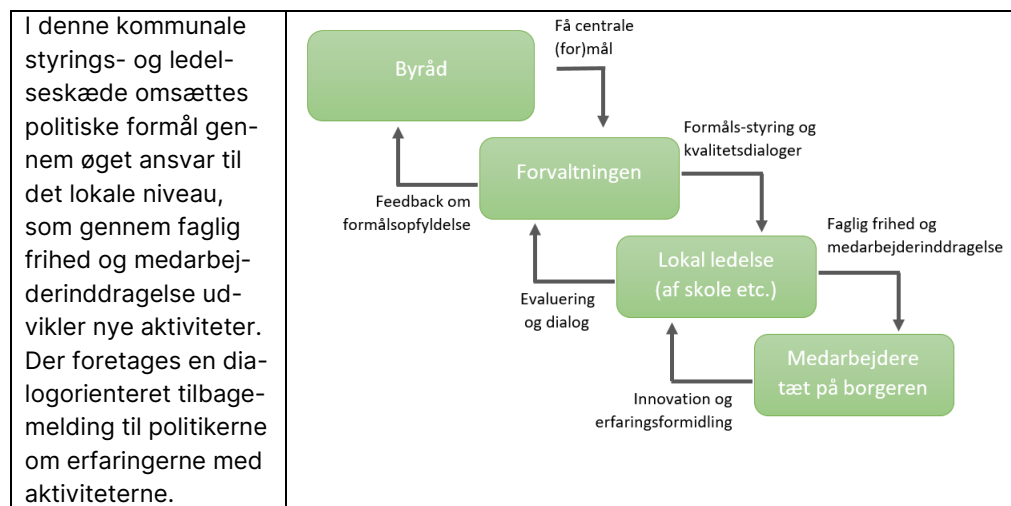 I denne kommunale
styrings- og ledel-
seskæde omsættes
politiske formål gen-
nem øget ansvar til
det lokale niveau,
som gennem faglig
frihed og medarbej-
derinddragelse ud-
vikler nye aktiviteter.
Der foretages en dia-
logorienteret tilbage-
melding til politikerne
om erfaringerne med
aktiviteterne.
Byråd
Få centrale
(for)mål
Forvaltningen
Formåls-styring og
kvalitetsdialoger
Feedback om
formålsopfyldelse
Lokal ledelse
(af skole etc.)
Faglig frihed og
medarbejderinddragelse
Evaluering
og dialog
Medarbejdere
tæt på borgeren
Innovation og
erfaringsformidling